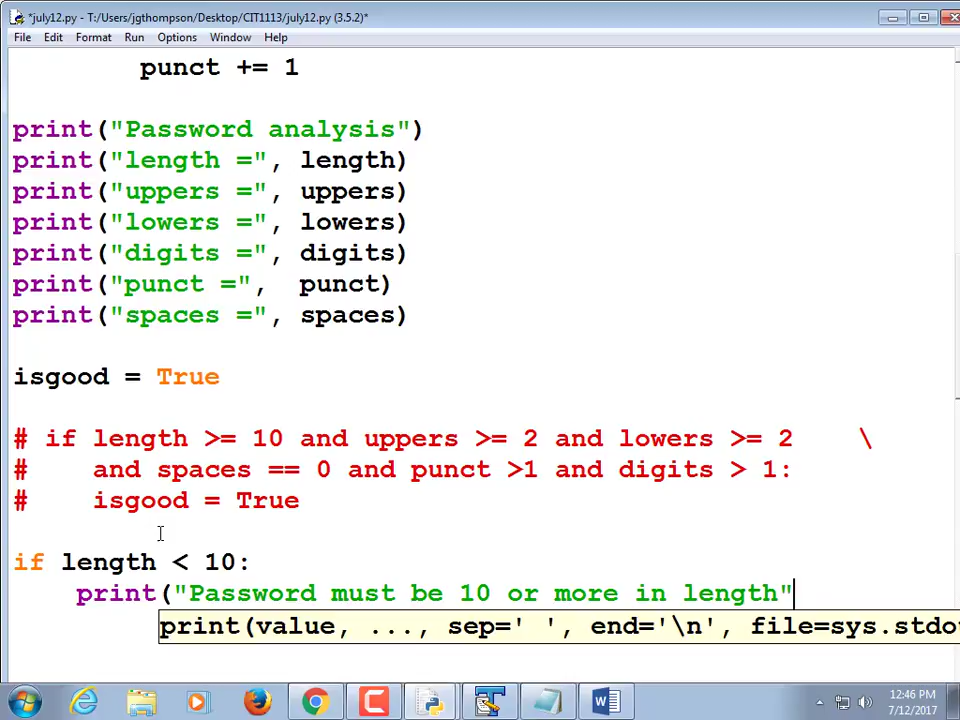 *july12.py - T:/Users/jgthompson/Desktop/CIT1113/july12.py (3.5.2)*
File Edit Format Run Options Window Help
punct += 1
print("Password analysis")
print("length =", length)
print("uppers =", uppers)
print("lowers =", lowers)
print("digits =", digits)
print("punct =",  punct)
print("spaces =", spaces)
isgood = True
# if length >= 10 and uppers >= 2 and lowers >= 2    \
#    and spaces == 0 and punct >1 and digits > 1:
#    isgood = True
if length < 10:
    print("Password must be 10 or more in length"
print(value, ..., sep=' ', end='\n', file=sys.stdo
12:46 PM
7/12/2017